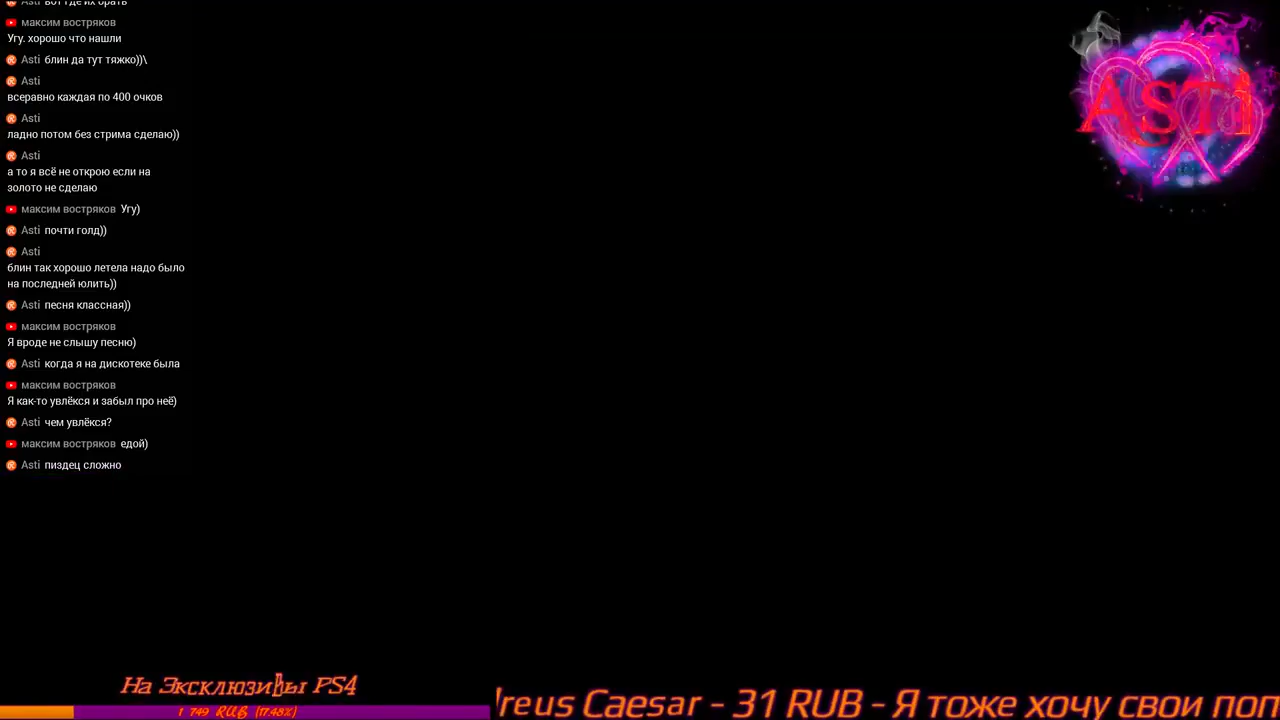 Asti вот где их брать
максим востряков
Угу. хорошо что нашли
Asti блин да тут тяжко))\
Asti
всеравно каждая по 400 очков
Asti
ладно потом без стрима сделаю))
Asti
а то я всё не открою если на
золото не сделаю
максим востряков Угу)
Asti почти голд))
Asti
блин так хорошо летела надо было
на последней юлить))
Asti песня классная))
максим востряков
Я вроде не слышу песню)
Asti когда я на дискотеке была
максим востряков
Я как-то увлёкся и забыл про неё)
Asti чем увлёкся?
максим востряков едой)
Asti пиздец сложно
Asti
На Эксклюзивы PS4
1 749 RUB (17.48%)
Caesar - 31 RUB - Я тоже хочу свои